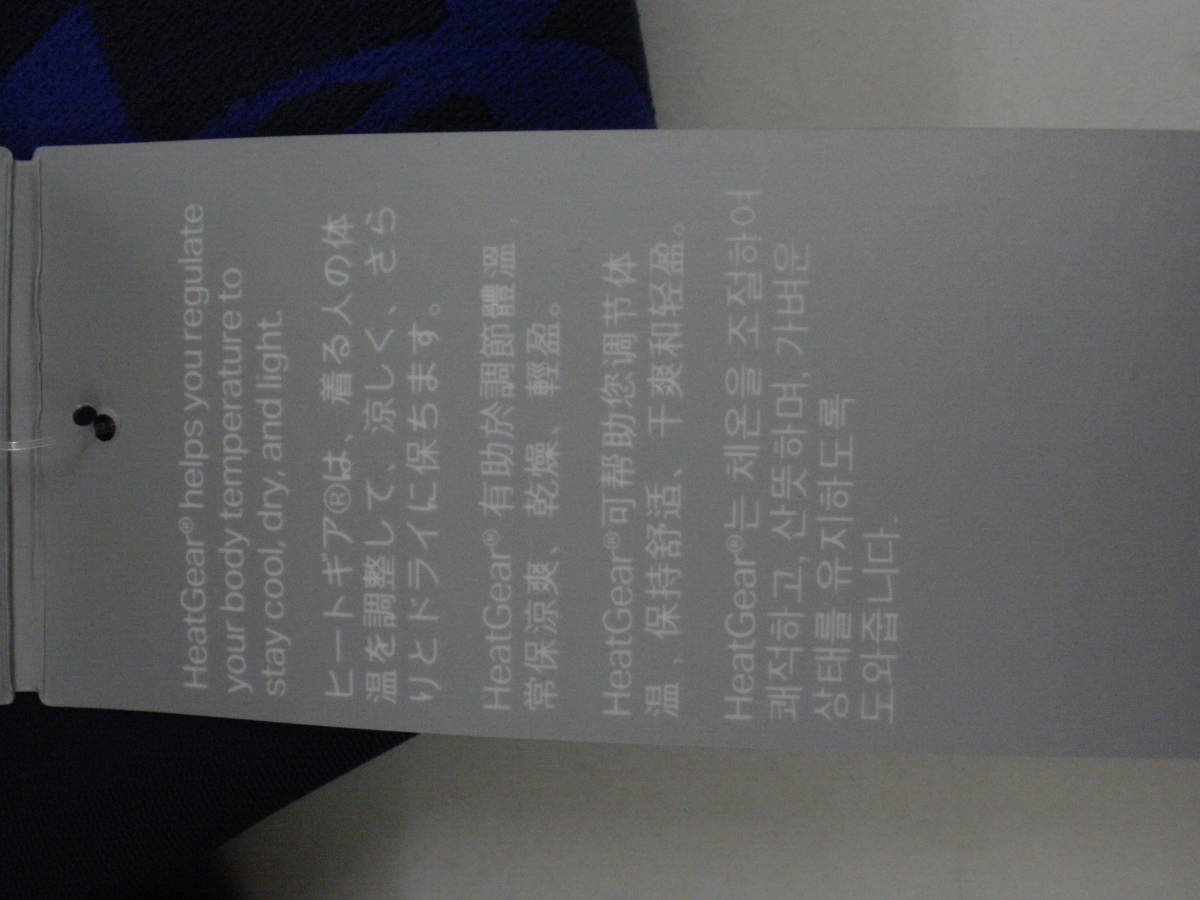 HeatGear® helps you regulate
your body temperature to
stay cool, dry, and light.
ヒートギア®は、着る人の体
温を調整して、涼しく、さら
りとドライに保ちます。
HeatGear® 有助於調節體溫,
常保涼爽、乾燥、輕盈。
HeatGear® 可帮助您调节体
温, 保持舒适、干爽和轻盈。
HeatGear®는 체온을 조절하여
쾌적하고, 산뜻하며, 가벼운
상태를 유지하도록
도와줍니다.